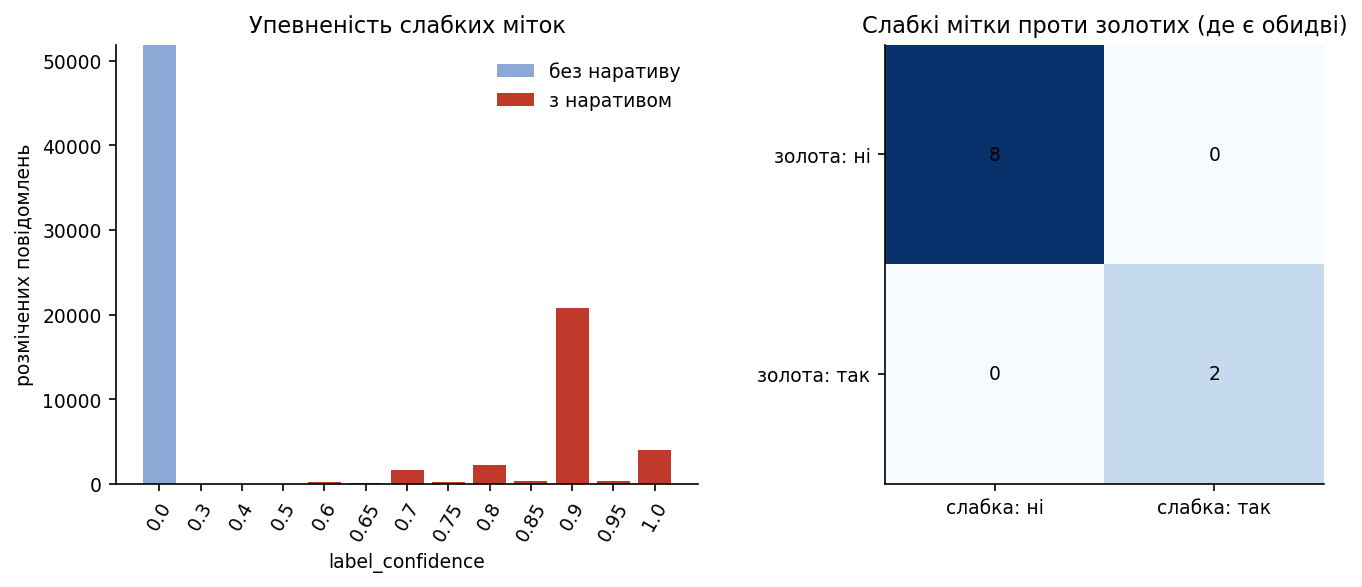 Упевненість слабких міток
розмічених повідомлень
50000
40000
30000
20000
10000
0
без наративу
з наративом
0.0
0.3
0.4
0.5
0.6
0.65
0.7
0.75
0.8
0.85
0.9
0.95
1.0
label_confidence
Слабкі мітки проти золотих (де є обидві)
золота: ні
8
0
золота: так
0
2
слабка: ні
слабка: так